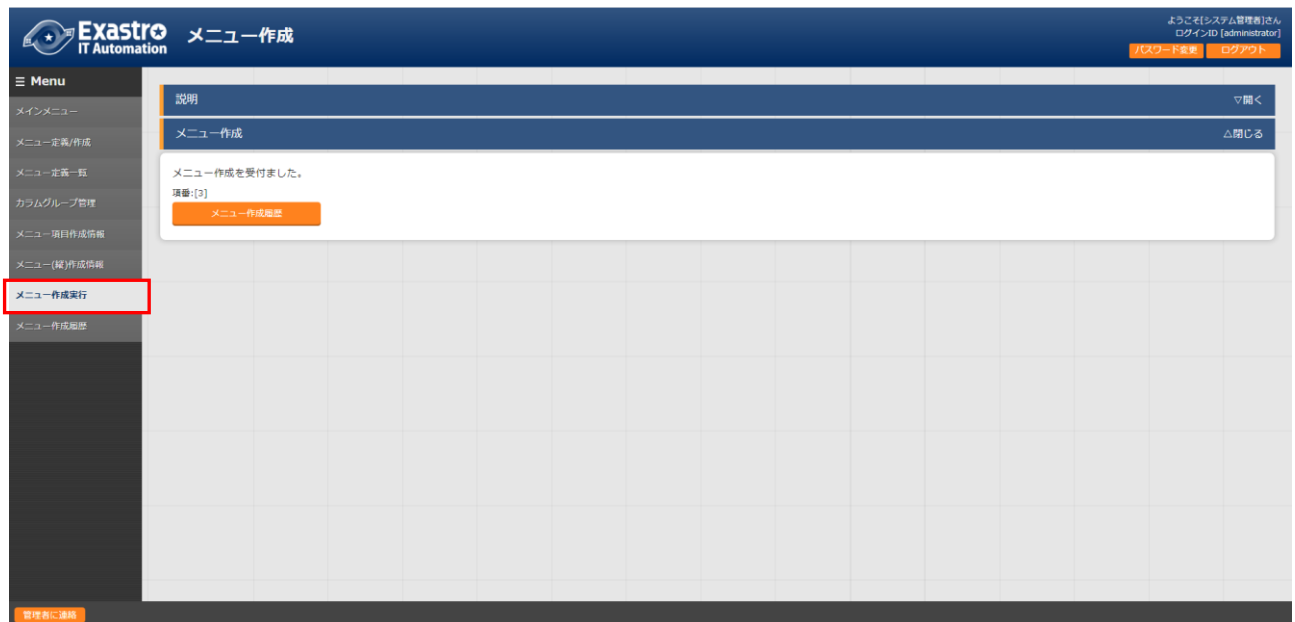 Exastro
IT Automation
メニュー作成
ようこそ[システム管理者]さん
ログインID [administrator]
パスワード変更
ログアウト
☰ Menu
メインメニュー
メニュー定義/作成
メニュー定義一覧
カラムグループ管理
メニュー項目作成情報
メニュー(縦)作成情報
メニュー作成実行
メニュー作成履歴
説明
▽開く
メニュー作成
△閉じる
メニュー作成を受付ました。
項番:[3]
メニュー作成履歴
管理者に連絡